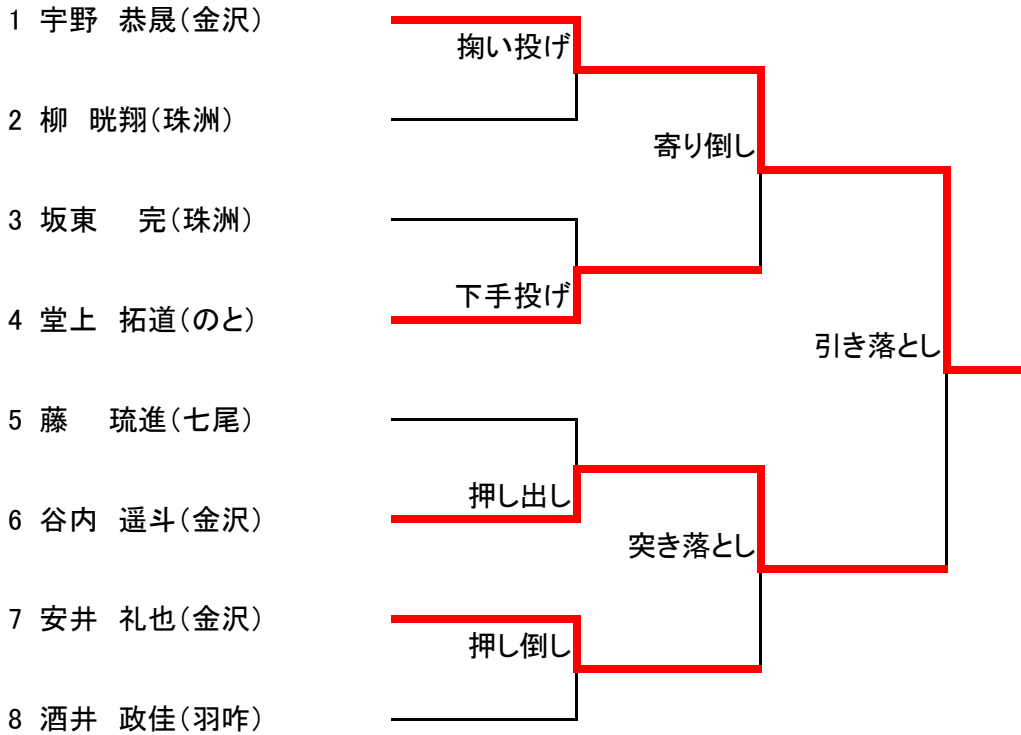 1 宇野 恭晟(金沢)
掬い投げ
2 柳 晄翔(珠洲)
寄り倒し
3 坂東 完(珠洲)
下手投げ
4 堂上 拓道(のと)
引き落とし
5 藤 琉進(七尾)
押し出し
6 谷内 遥斗(金沢)
突き落とし
7 安井 礼也(金沢)
押し倒し
8 酒井 政佳(羽咋)